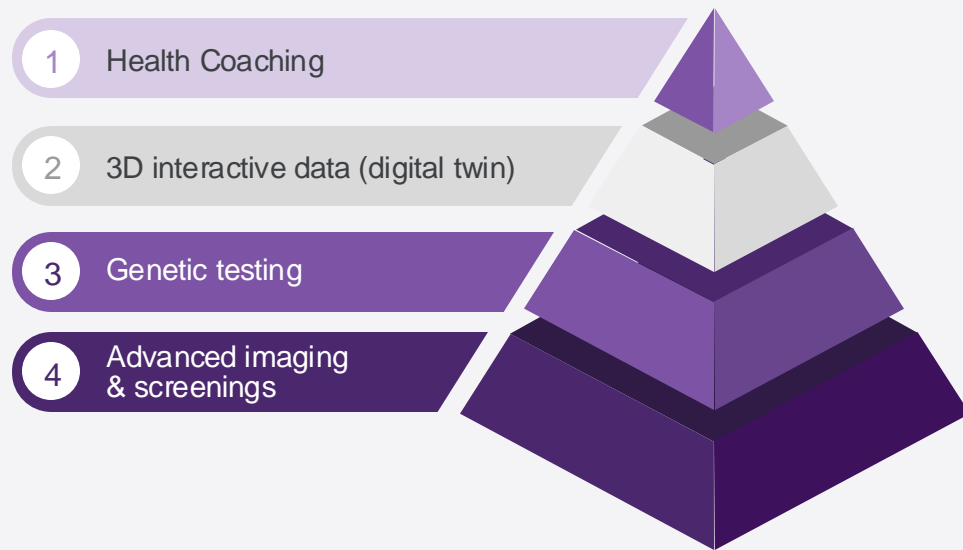 1 Health Coaching
2 3D interactive data (digital twin)
3 Genetic testing
4 Advanced imaging
& screenings